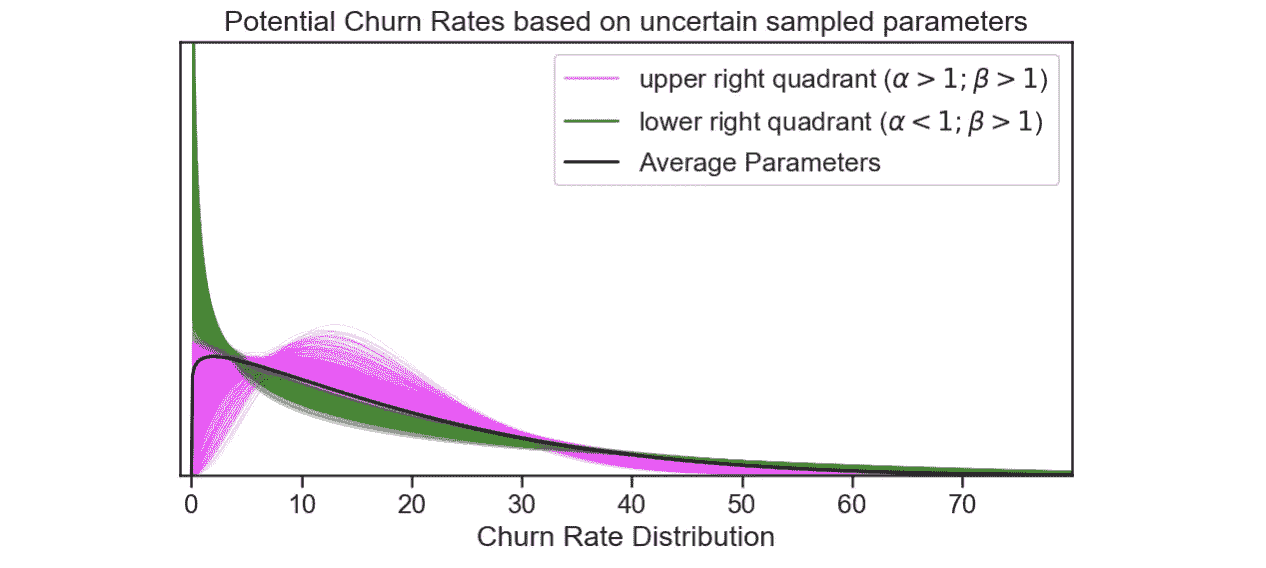 Potential Churn Rates based on uncertain sampled parameters
upper right quadrant (α > 1; β > 1)
lower right quadrant (α < 1; β > 1)
Average Parameters
0 10 20 30 40 50 60 70
Churn Rate Distribution